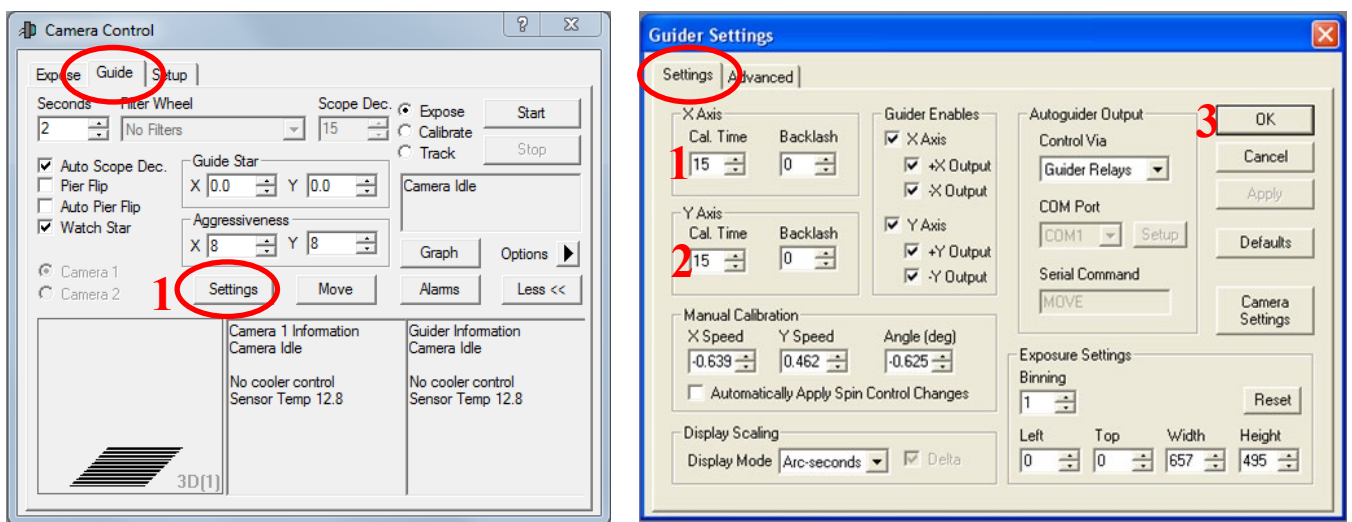 Camera Control
Expose Guide Setup
Seconds Filter Wheel Scope Dec.
2 No Filters 15
Expose
Calibrate
Track
Start
Stop
Auto Scope Dec.
Pier Flip
Auto Pier Flip
Watch Star
Guide Star
X 0.0 Y 0.0
Aggressiveness
X 8 Y 8
Camera Idle
Graph Options
Camera 1
Camera 2
1
Settings Move Alarms Less <<
3D(1)
Camera 1 Information
Camera Idle
No cooler control
Sensor Temp 12.8
Guider Information
Camera Idle
No cooler control
Sensor Temp 12.8
Guider Settings
Settings Advanced
X Axis
Cal. Time Backlash
1 15 0
Y Axis
Cal. Time Backlash
2 15 0
Guider Enables
X Axis
+X Output
-X Output
Y Axis
+Y Output
-Y Output
Autoguider Output
Control Via
Guider Relays
COM Port
COM1 Setup
Serial Command
MOVE
3
OK
Cancel
Apply
Defaults
Camera
Settings
Manual Calibration
X Speed Y Speed Angle (deg)
-0.639 0.462 -0.625
Automatically Apply Spin Control Changes
Display Scaling
Display Mode Arc-seconds Delta
Exposure Settings
Binning
1 Reset
Left Top Width Height
0 0 657 495